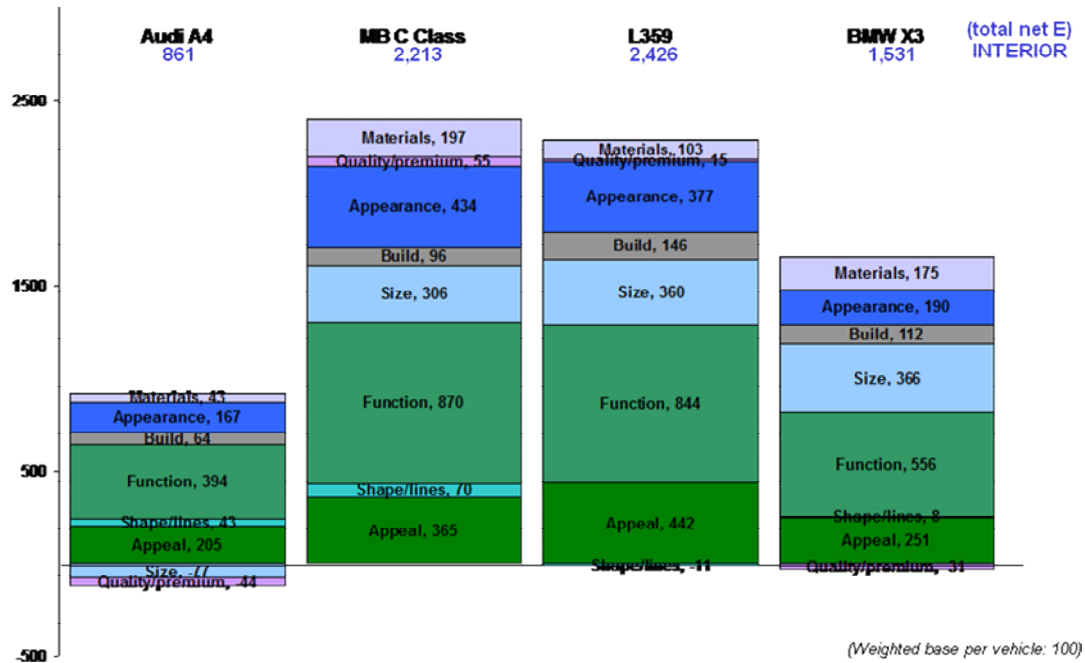 Audi A4
861
MB C Class
2,213
L359
2,426
BMW X3
1,531
(total net E)
INTERIOR
2500
1500
500
-500
Materials, 43
Appearance, 167
Build, 64
Function, 394
Shape/lines, 43
Appeal, 205
Size, -77
Quality/premium, -44
Materials, 197
Quality/premium, 55
Appearance, 434
Build, 96
Size, 306
Function, 870
Shape/lines, 70
Appeal, 365
Materials, 103
Quality/premium, 15
Appearance, 377
Build, 146
Size, 360
Function, 844
Appeal, 442
Shape/lines, -11
Materials, 175
Appearance, 190
Build, 112
Size, 366
Function, 556
Shape/lines, 8
Appeal, 251
Quality/premium, -31
(Weighted base per vehicle: 100)